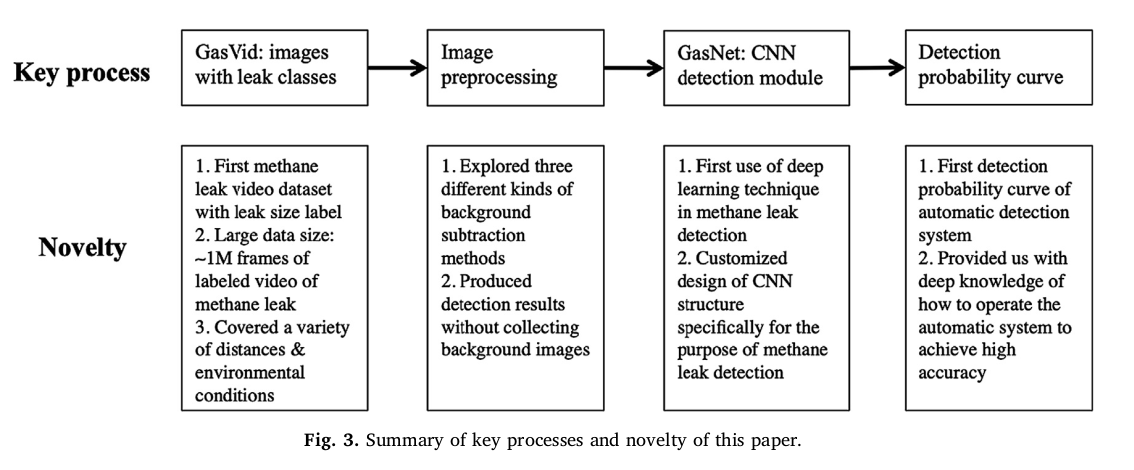 Key process
GasVid: images
with leak classes
Image
preprocessing
GasNet: CNN
detection module
Detection
probability curve
Novelty
1. First methane
leak video dataset
with leak size label
2. Large data size:
~1M frames of
labeled video of
methane leak
3. Covered a variety
of distances &
environmental
conditions
1. Explored three
different kinds of
background
subtraction
methods
2. Produced
detection results
without collecting
background images
1. First use of deep
learning technique
in methane leak
detection
2. Customized
design of CNN
structure
specifically for the
purpose of methane
leak detection
1. First detection
probability curve of
automatic detection
system
2. Provided us with
deep knowledge of
how to operate the
automatic system to
achieve high
accuracy
Fig. 3. Summary of key processes and novelty of this paper.